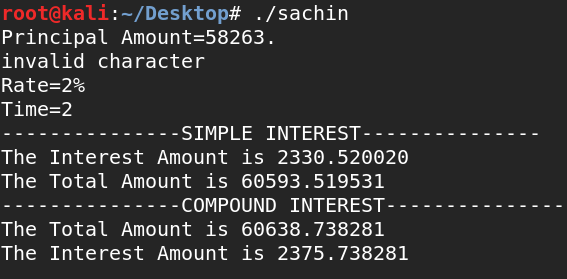 root@kali:~/Desktop# ./sachin
Principal Amount=58263.
invalid character
Rate=2%
Time=2
---------------SIMPLE INTEREST---------------
The Interest Amount is 2330.520020
The Total Amount is 60593.519531
---------------COMPOUND INTEREST---------------
The Total Amount is 60638.738281
The Interest Amount is 2375.738281